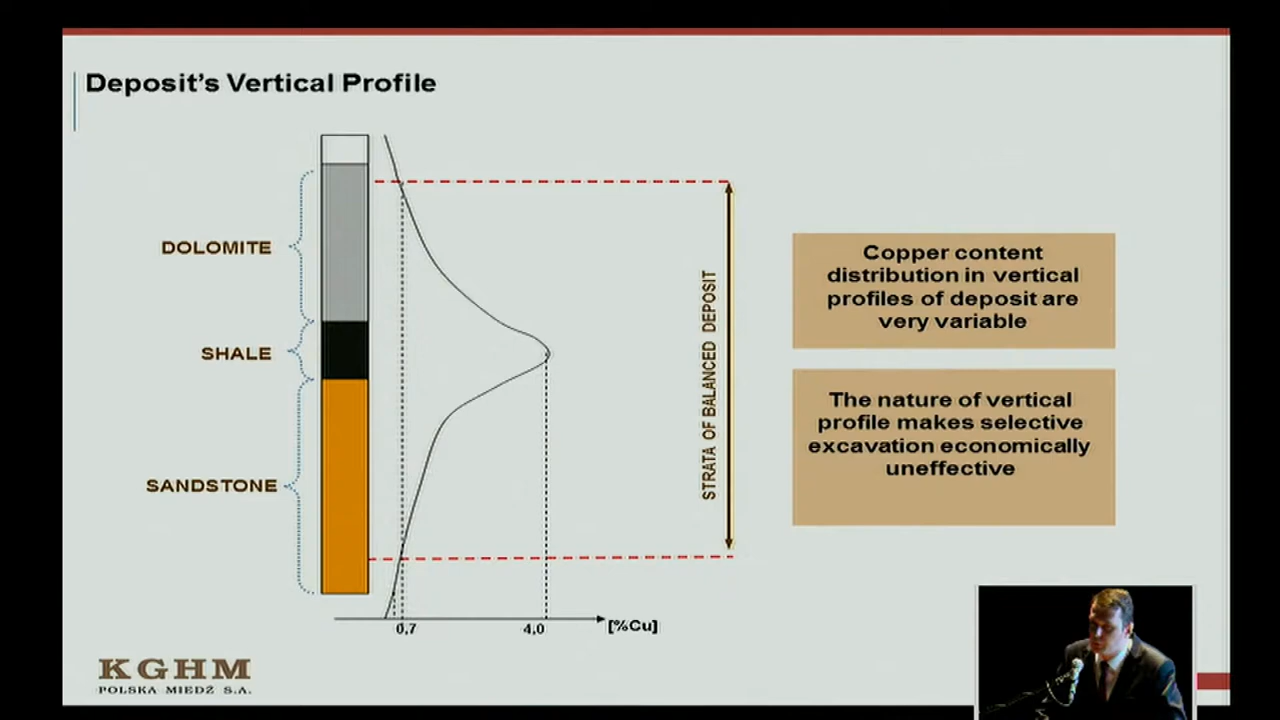 Deposit's Vertical Profile
DOLOMITE
SHALE
SANDSTONE
STRATA OF BALANCED DEPOSIT
0,7
4,0
[%Cu]
Copper content
distribution in vertical
profiles of deposit are
very variable
The nature of vertical
profile makes selective
excavation economically
uneffective
KGHM
POLSKA MIEDŹ S.A.